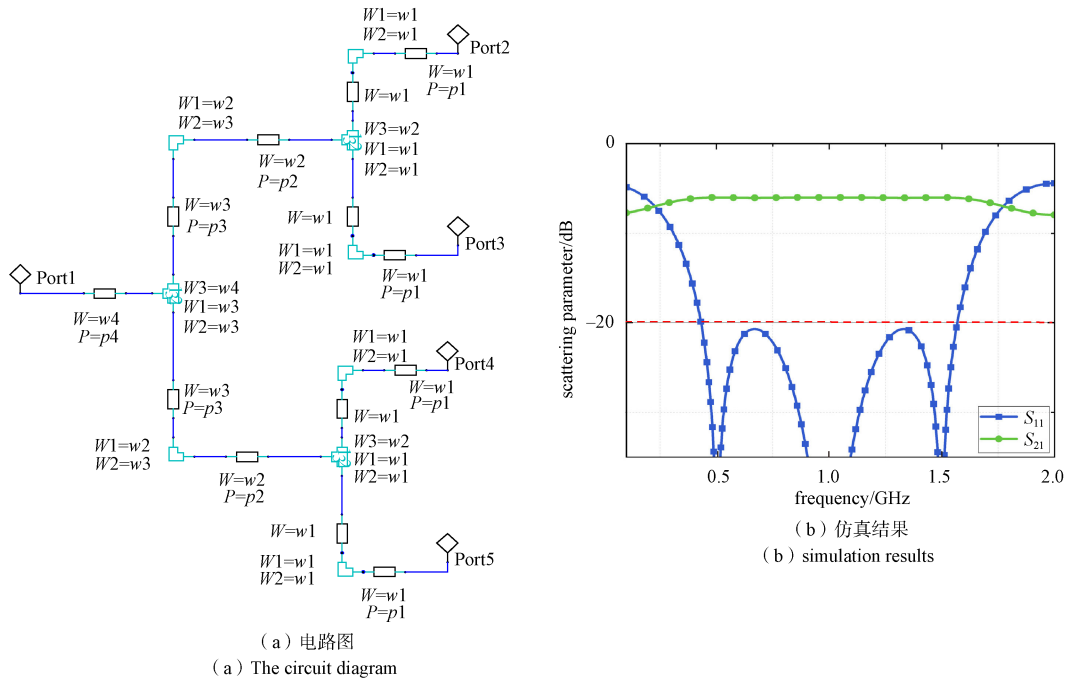 W1=w1
W2=w1
Port2
W=w1
P=p1
W=w1
W1=w2
W2=w3
W3=w2
W1=w1
W2=w1
W=w2
P=p2
W=w3
P=p3
W=w1
Port3
W1=w1
W2=w1
W=w1
P=p1
Port1
W3=w4
W1=w3
W2=w3
W=w4
P=p4
W1=w1
W2=w1
Port4
W=w1
P=p1
W=w3
P=p3
W=w1
W1=w2
W2=w3
W3=w2
W1=w1
W2=w1
W=w2
P=p2
W=w1
W1=w1
W2=w1
Port5
W=w1
P=p1
（a）电路图
（a）The circuit diagram
0
−20
scattering parameter/dB
S11
S21
0.5
1.0
1.5
2.0
frequency/GHz
（b）仿真结果
（b）simulation results